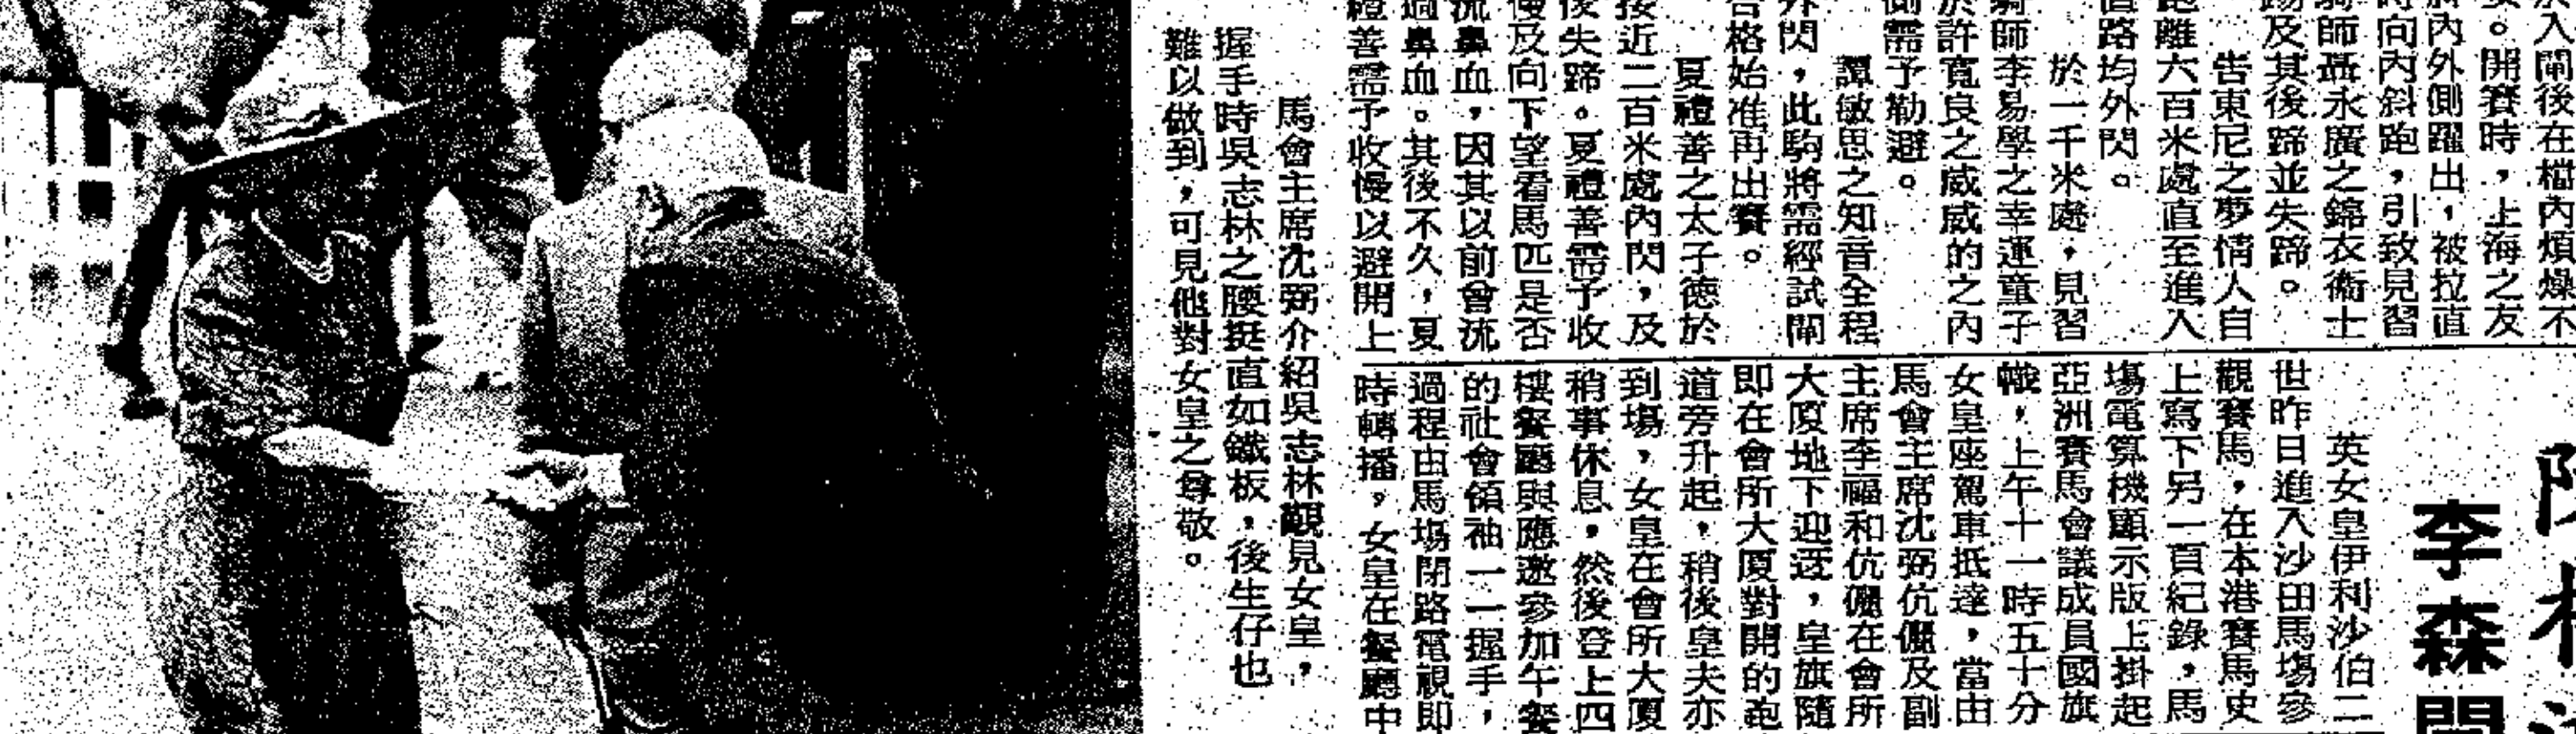 於入閘後在檔內煩燥不
。開賽時，上海之友
內外側躍出，被拉直
時向內斜跑，引致見習
騎師聶永廣之錦衣衞士
踢及其後蹄並失蹄。
告東尼之夢情人自
跑離六百米處直至進入
直路均外閃。
於一千米處，見習
騎師李易學之幸運童子
於許寬良之威威的之內
側需予勒避。
譚敏思之知音全程
外閃，此駒將需經試閘
合格始准再出賽。
夏禮善之太子德於
接近二百米處內閃，及
後失蹄。夏禮善需予收
慢及向下望看馬匹是否
流鼻血，因其以前曾流
過鼻血。其後不久，夏
禮善需予收慢以避開上
李森閣
英女皇伊利沙伯二
世昨日進入沙田馬場參
觀賽馬，在本港賽馬史
上寫下另一頁紀錄，馬
場電算機顯示版上掛起
亞洲賽馬會議成員國旗
幟，上午十一時五十分
女皇座駕車抵達，當由
馬會主席沈弼伉儷及副
主席李福和伉儷在會所
大廈地下迎迓，皇旗隨
即在會所大廈對開的跑
道旁升起，稍後皇夫亦
到場，女皇在會所大廈
稍事休息，然後登上四
樓餐廳與應邀參加午餐
的社會領袖一一握手，
過程由馬場閉路電視即
時轉播，女皇在餐廳中
馬會主席沈弼介紹吳志林觀見女皇，
握手時吳志林之腰挺直如鐵板，後生仔也
難以做到，可見他對女皇之尊敬。